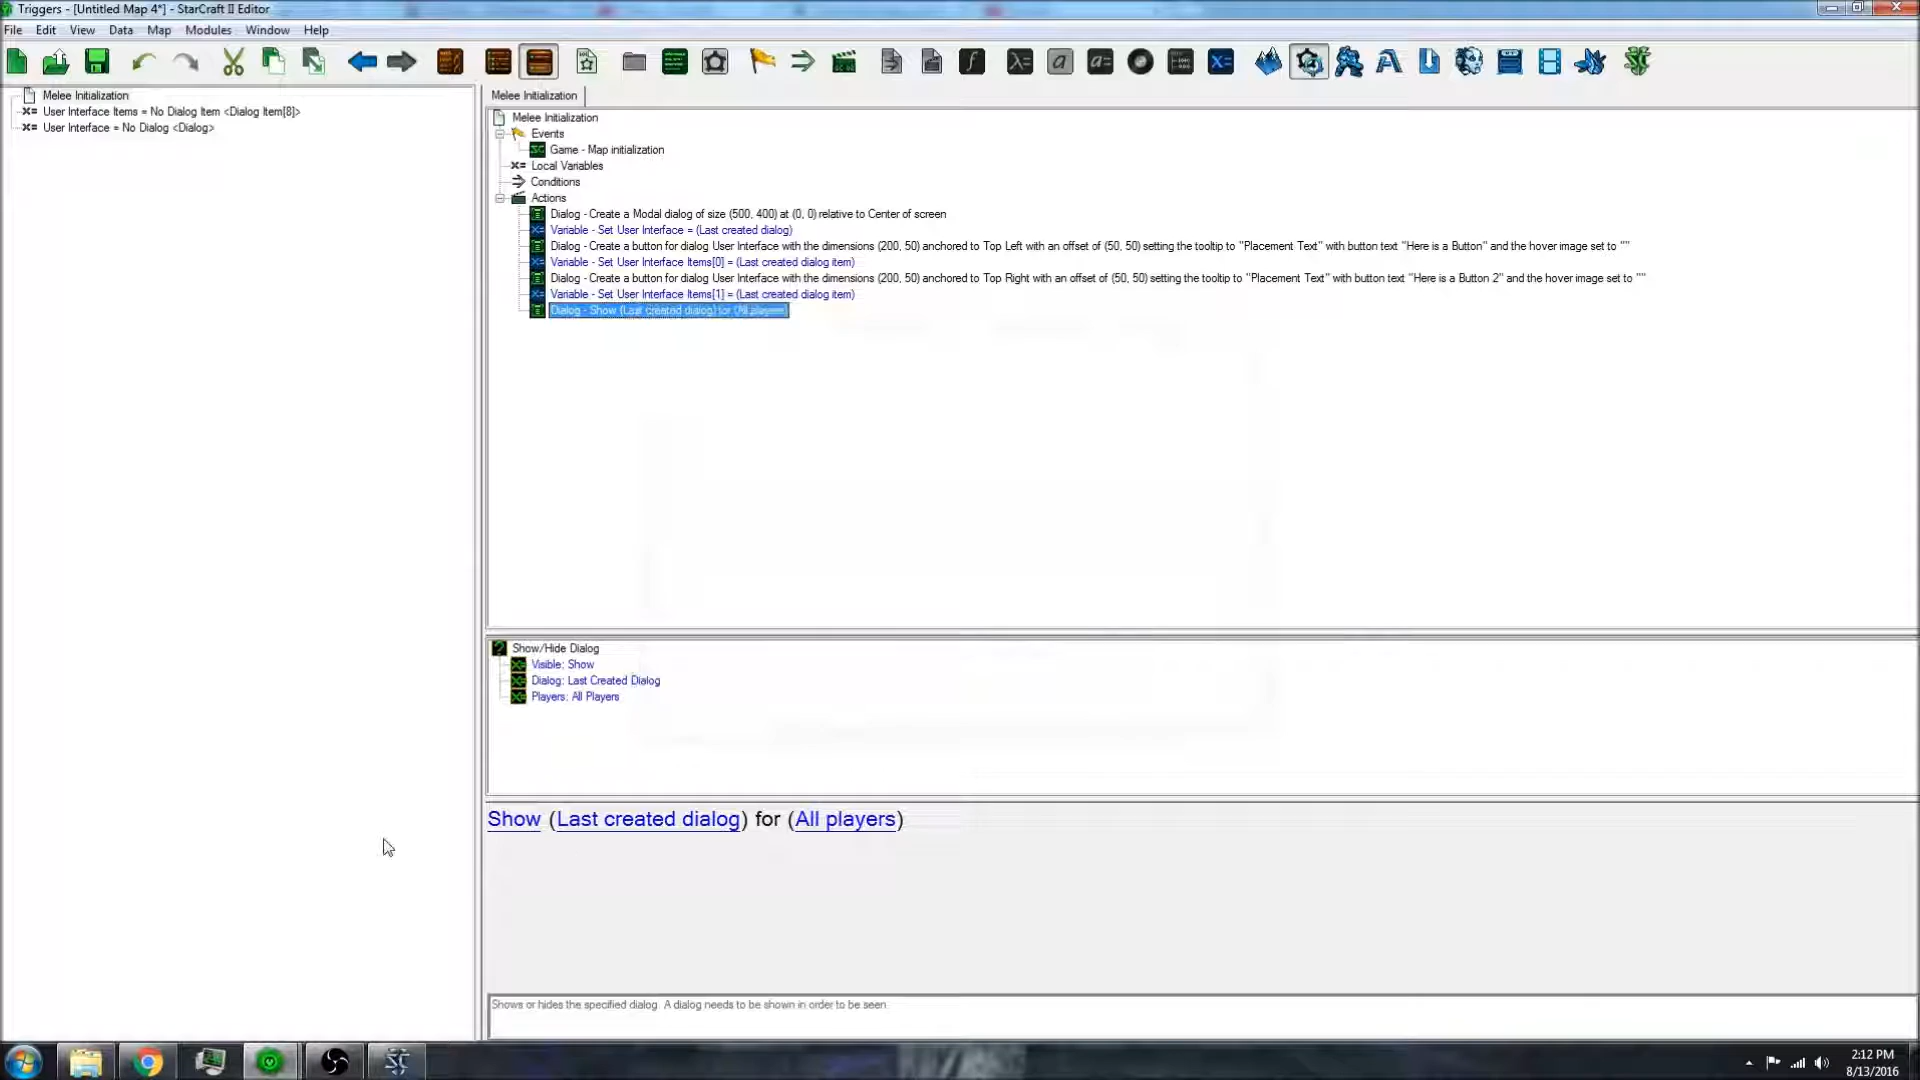 Triggers - [Untitled Map 4*] - StarCraft II Editor
File Edit View Data Map Modules Window Help
Melee Initialization
User Interface Items = No Dialog Item <Dialog Item[8]>
User Interface = No Dialog <Dialog>
Melee Initialization
Melee Initialization
Events
Game - Map initialization
Local Variables
Conditions
Actions
Dialog - Create a Modal dialog of size (500, 400) at (0, 0) relative to Center of screen
Variable - Set User Interface = (Last created dialog)
Dialog - Create a button for dialog User Interface with the dimensions (200, 50) anchored to Top Left with an offset of (50, 50) setting the tooltip to "Placement Text" with button text "Here is a Button" and the hover image set to ""
Variable - Set User Interface Items[0] = (Last created dialog item)
Dialog - Create a button for dialog User Interface with the dimensions (200, 50) anchored to Top Right with an offset of (50, 50) setting the tooltip to "Placement Text" with button text "Here is a Button 2" and the hover image set to ""
Variable - Set User Interface Items[1] = (Last created dialog item)
Dialog - Show (Last created dialog) for (All players)
Show/Hide Dialog
Visible: Show
Dialog: Last Created Dialog
Players: All Players
Show (Last created dialog) for (All players)
Shows or hides the specified dialog. A dialog needs to be shown in order to be seen.
2:12 PM
8/13/2016